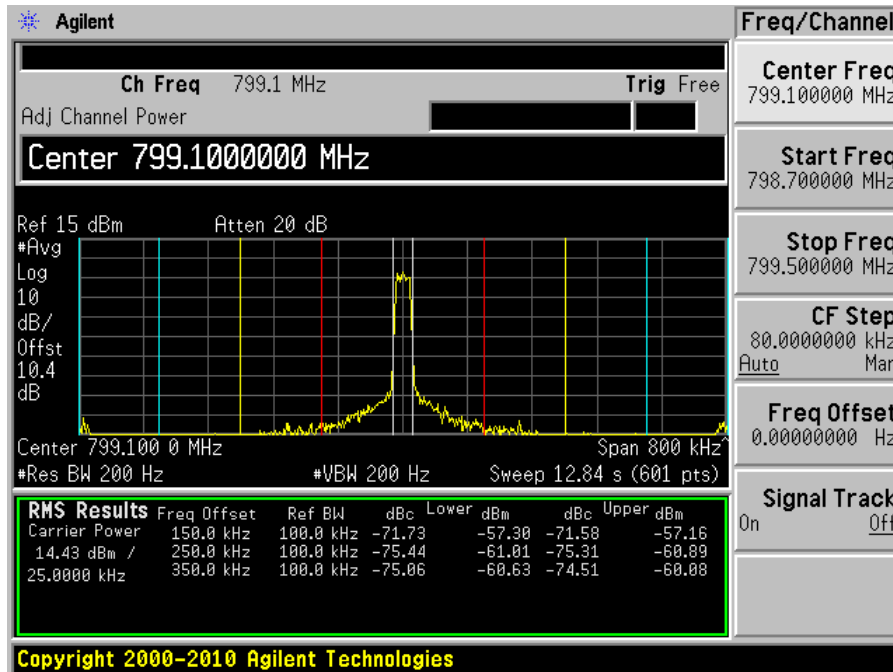 Agilent
Freq/Channel
Ch Freq 799.1 MHz Trig Free
Adj Channel Power
Center 799.1000000 MHz
Ref 15 dBm Atten 20 dB
#Avg
Log
10
dB/
Offst
10.4
dB
Center 799.100 0 MHz Span 800 kHz^
#Res BW 200 Hz #VBW 200 Hz Sweep 12.84 s (601 pts)
RMS Results Freq Offset Ref BW dBc Lower dBm dBc Upper dBm
Carrier Power 150.0 kHz 100.0 kHz -71.73 -57.30 -71.58 -57.16
14.43 dBm / 250.0 kHz 100.0 kHz -75.44 -61.01 -75.31 -60.89
25.0000 kHz 350.0 kHz 100.0 kHz -75.06 -60.63 -74.51 -60.08
Center Freq
799.100000 MHz
Start Freq
798.700000 MHz
Stop Freq
799.500000 MHz
CF Step
80.0000000 kHz
Auto Man
Freq Offset
0.00000000 Hz
Signal Track
On Off
Copyright 2000-2010 Agilent Technologies